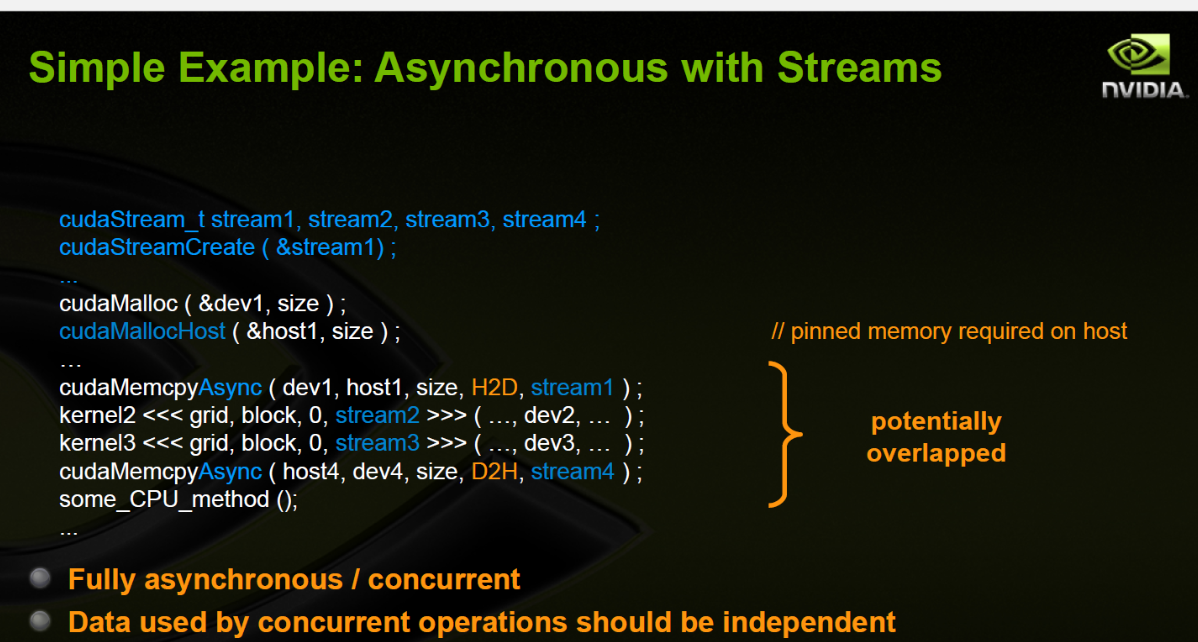 Simple Example: Asynchronous with Streams
NVIDIA.
cudaStream_t stream1, stream2, stream3, stream4 ;
cudaStreamCreate ( &stream1) ;
...
cudaMalloc ( &dev1, size ) ;
cudaMallocHost ( &host1, size ) ; // pinned memory required on host
…
cudaMemcpyAsync ( dev1, host1, size, H2D, stream1 ) ;
kernel2 <<< grid, block, 0, stream2 >>> ( …, dev2, … ) ;
kernel3 <<< grid, block, 0, stream3 >>> ( …, dev3, … ) ;
cudaMemcpyAsync ( host4, dev4, size, D2H, stream4 ) ;
some_CPU_method ();
...
potentially
overlapped
Fully asynchronous / concurrent
Data used by concurrent operations should be independent